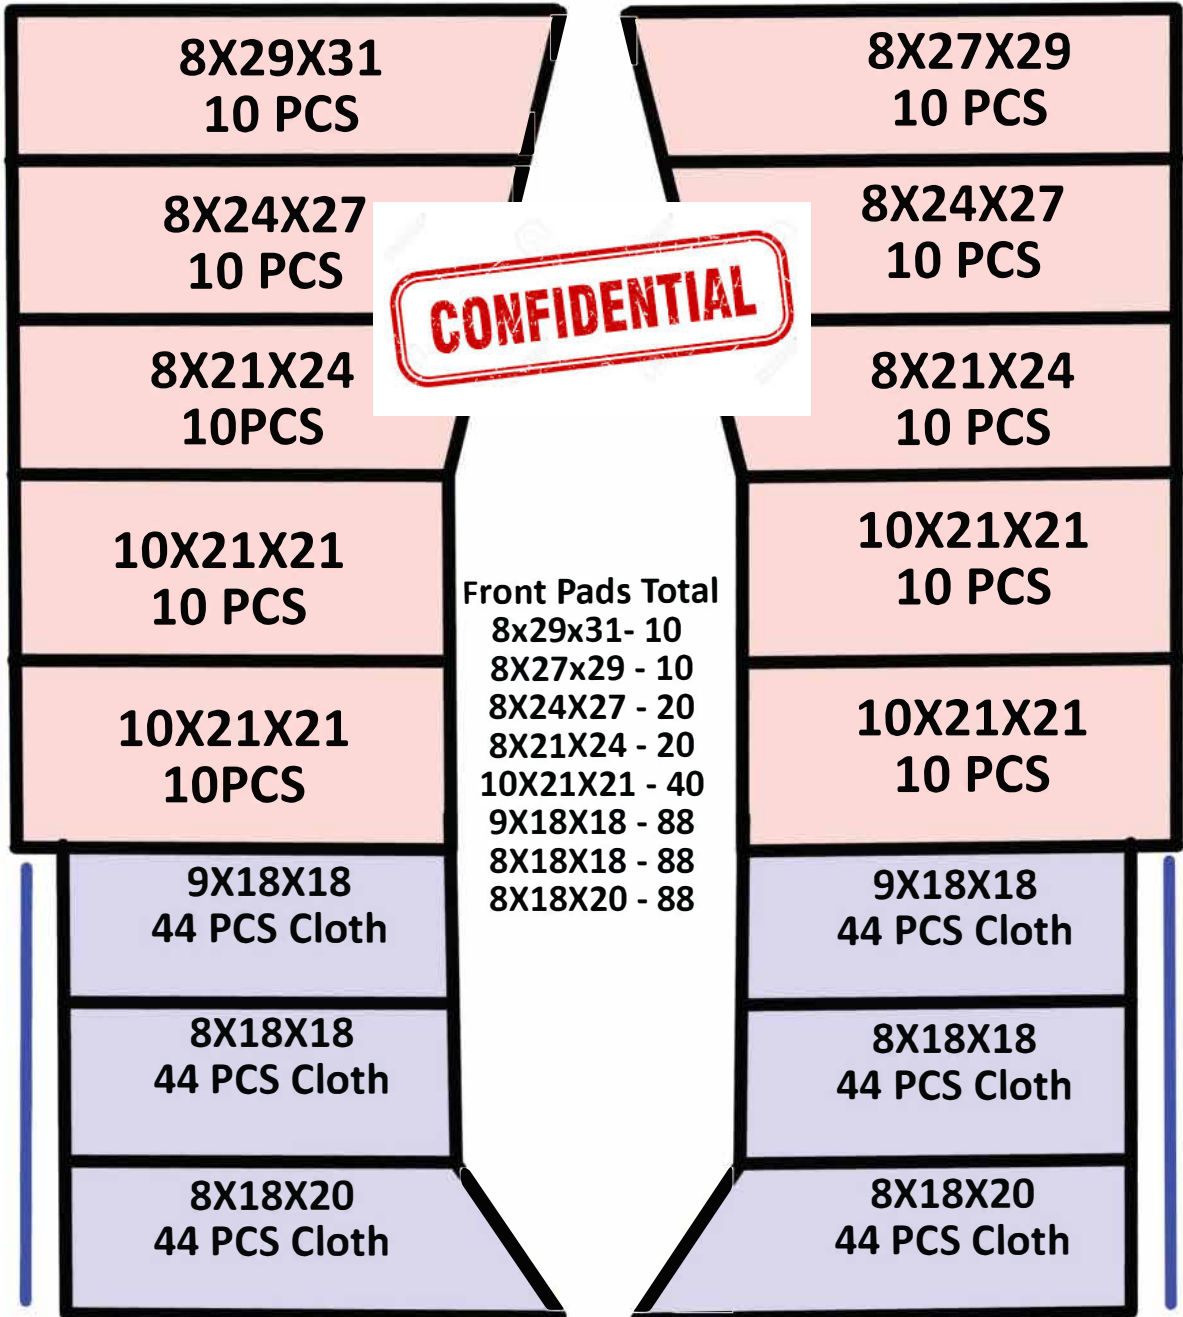 8X29X31
10 PCS
8X27X29
10 PCS
8X24X27
10 PCS
8X24X27
10 PCS
CONFIDENTIAL
8X21X24
10PCS
8X21X24
10 PCS
10X21X21
10 PCS
10X21X21
10 PCS
Front Pads Total
8x29x31- 10
8X27x29 - 10
8X24X27 - 20
8X21X24 - 20
10X21X21 - 40
9X18X18 - 88
8X18X18 - 88
8X18X20 - 88
10X21X21
10PCS
10X21X21
10 PCS
9X18X18
44 PCS Cloth
9X18X18
44 PCS Cloth
8X18X18
44 PCS Cloth
8X18X18
44 PCS Cloth
8X18X20
44 PCS Cloth
8X18X20
44 PCS Cloth